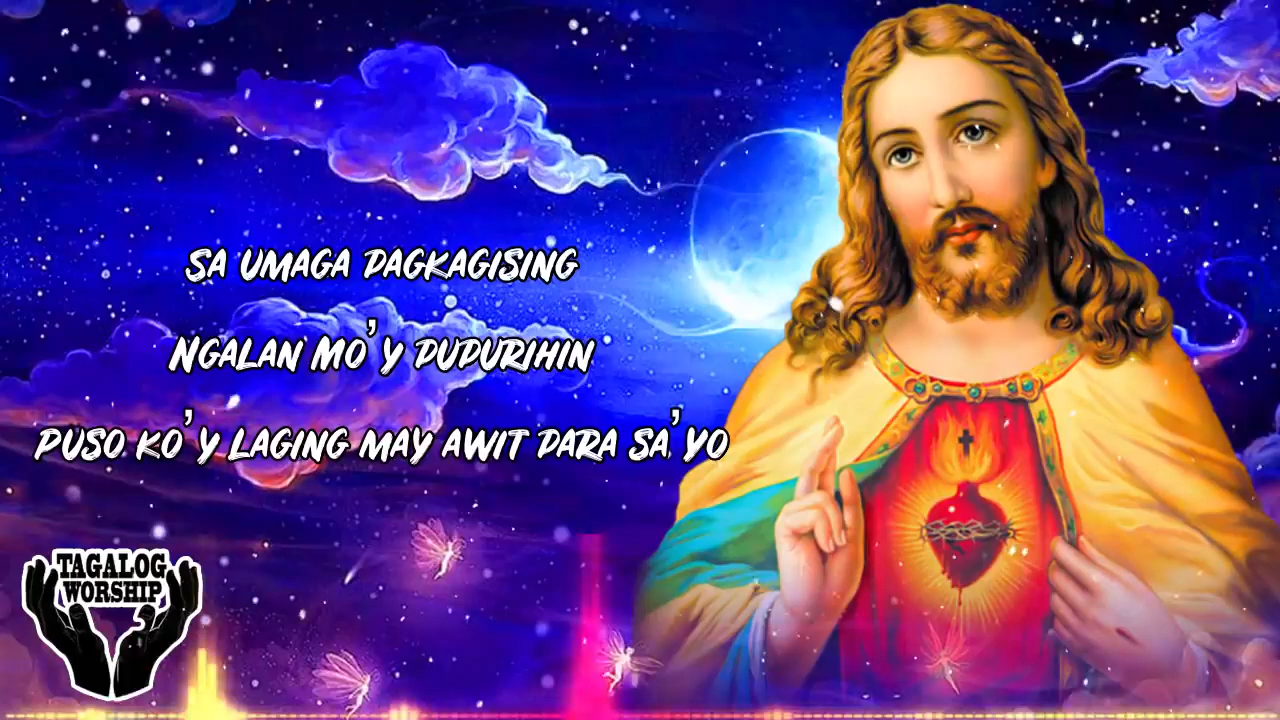 Sa umaga pagkagising
Ngalan Mo'y pupurihin
Puso ko'y laging may awit para sa'Yo
TAGALOG
WORSHIP